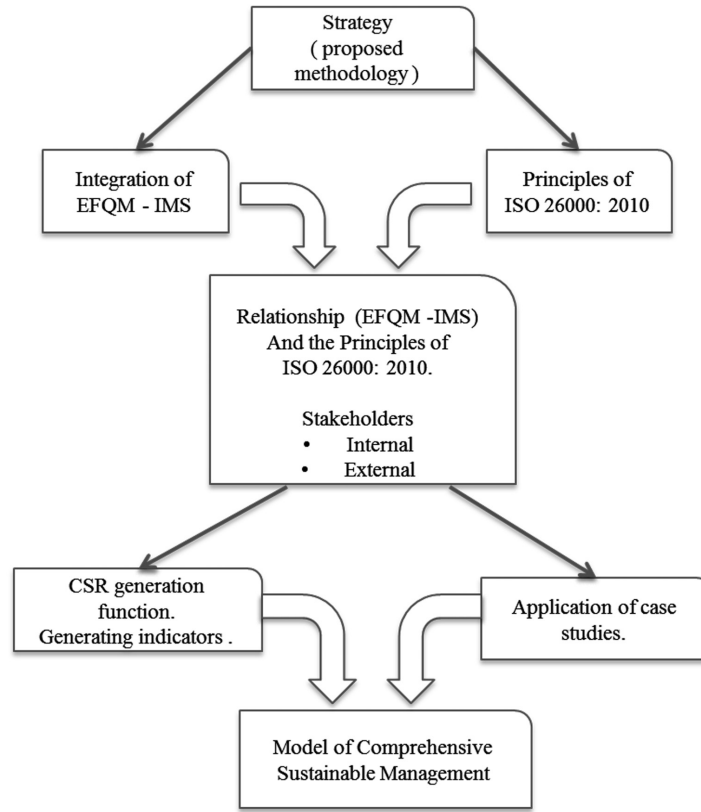 Strategy
( proposed
methodology )
Integration of
EFQM - IMS
Principles of
ISO 26000: 2010
Relationship (EFQM -IMS)
And the Principles of
ISO 26000: 2010.
Stakeholders
• Internal
• External
CSR generation
function.
Generating indicators .
Application of case
studies.
Model of Comprehensive
Sustainable Management